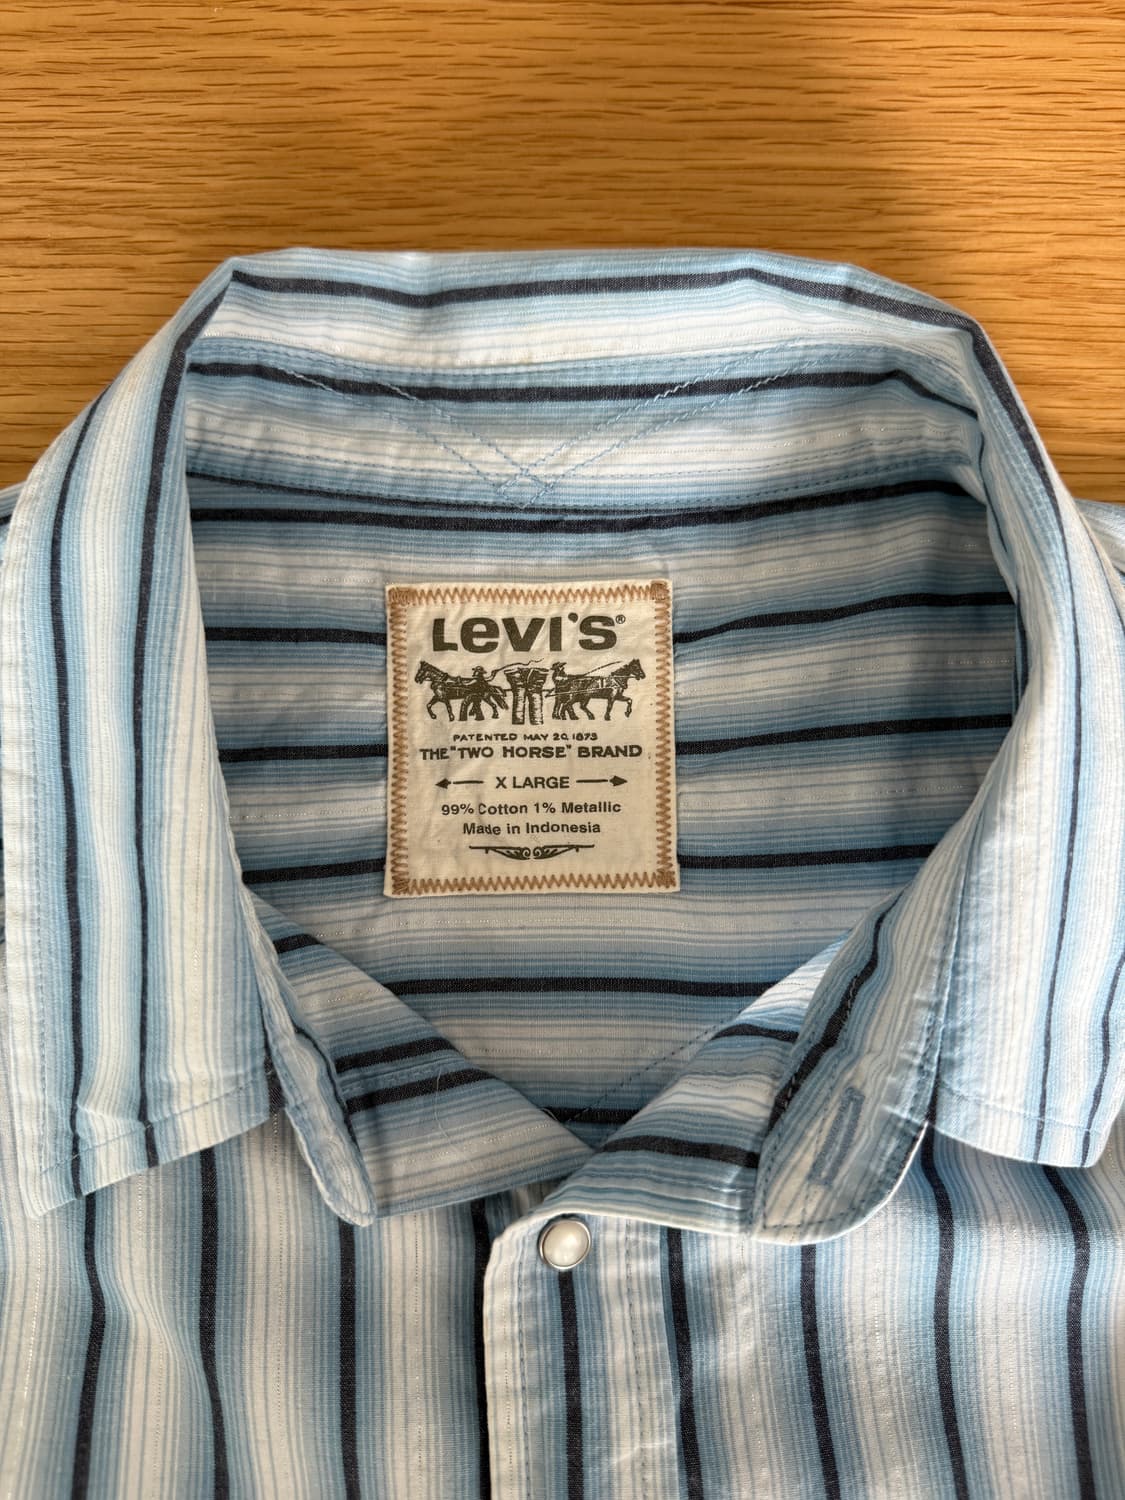 Levi's®
PATENTED MAY 20 1873
THE "TWO HORSE" BRAND
X LARGE
99% Cotton 1% Metallic
Made in Indonesia